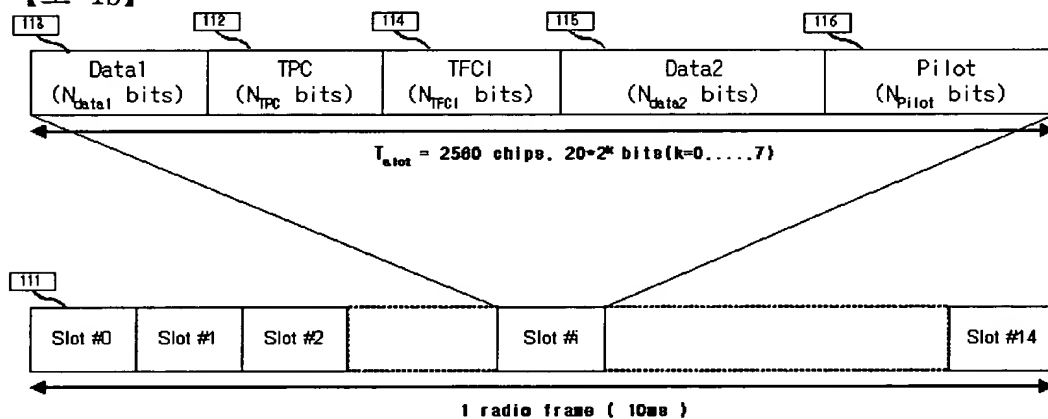 【도 1b】
113 112 114 115 116
Data1 TPC TFCI Data2 Pilot
(N_data1 bits) (N_TPC bits) (N_TFCI bits) (N_data2 bits) (N_Pilot bits)
T_slot = 2560 chips. 20*2^k bits(k=0.....7)
111
Slot #0 Slot #1 Slot #2 Slot #i Slot #14
1 radio frame ( 10ms )